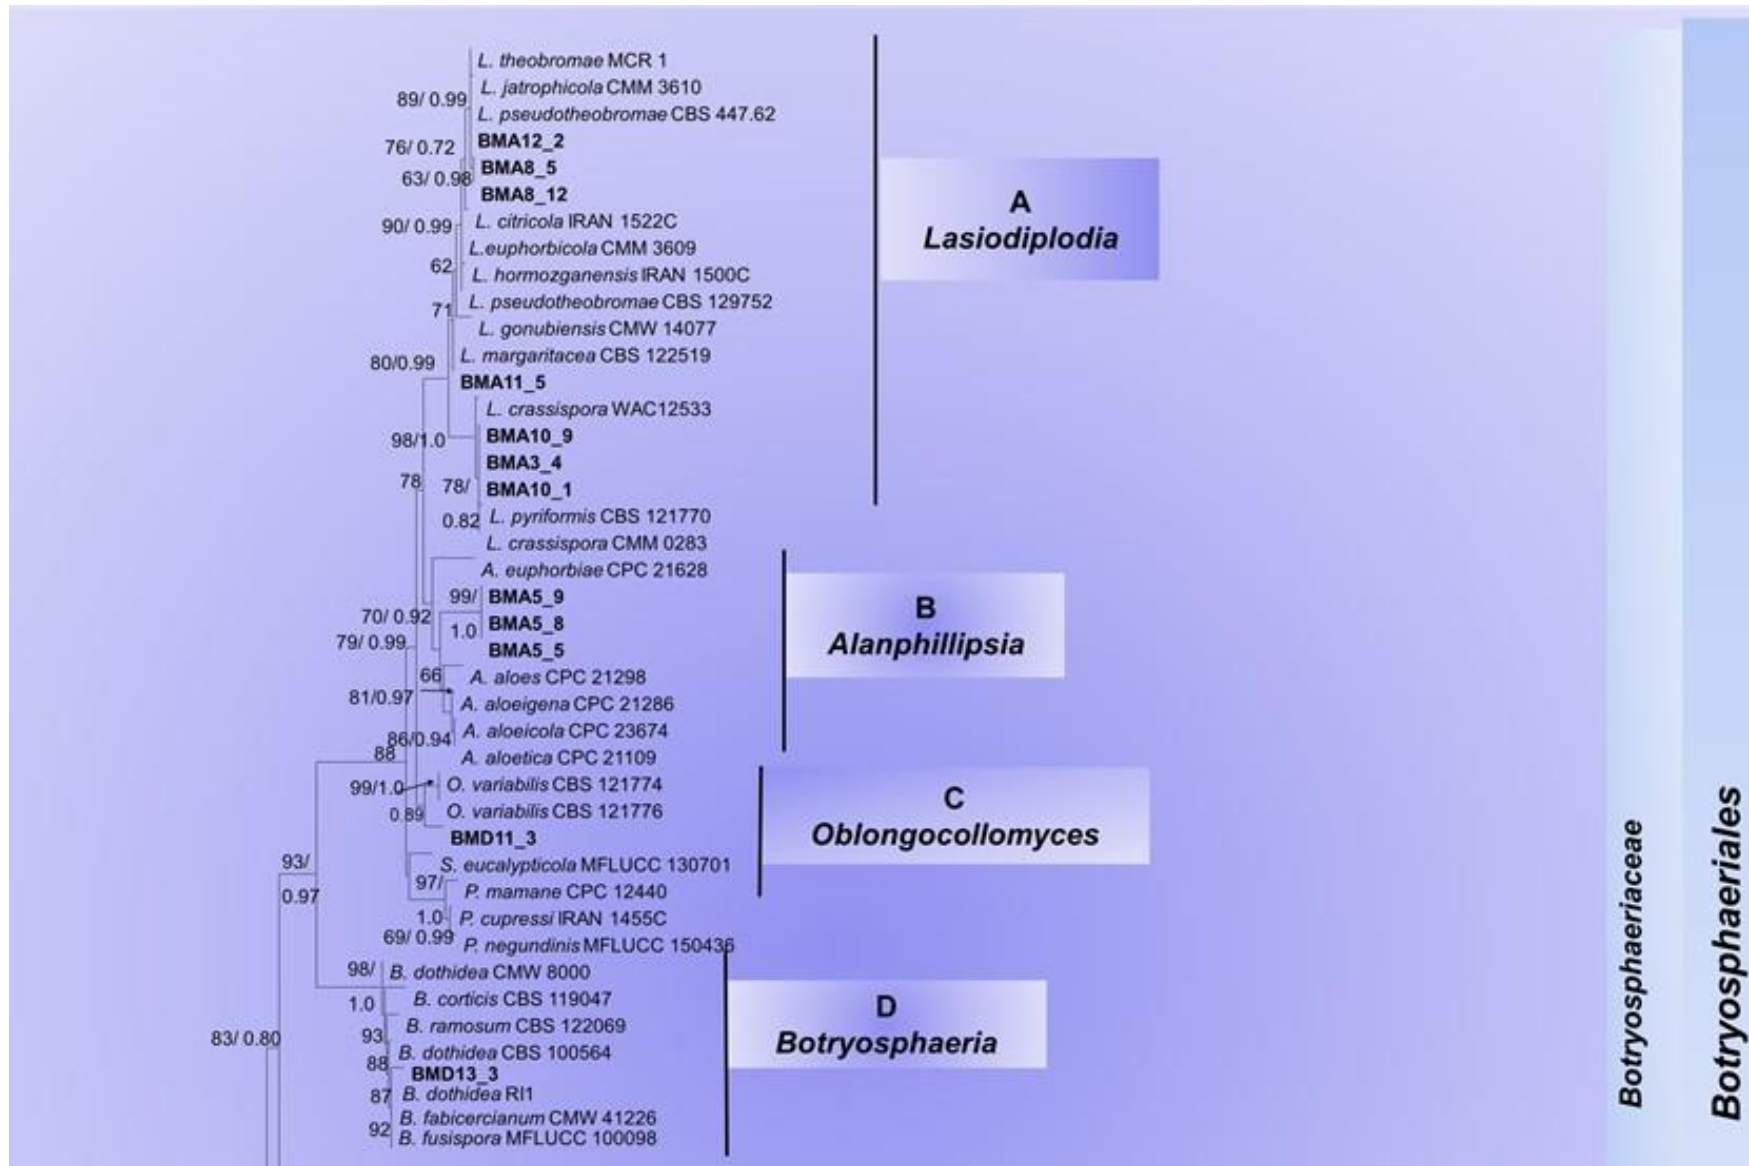 L. theobromae MCR 1
L. jatrophicola CMM 3610
89/ 0.99
L. pseudotheobromae CBS 447.62
BMA12_2
76/ 0.72
BMA8_5
63/ 0.98
BMA8_12
L. citricola IRAN 1522C
90/ 0.99
L.euphorbicola CMM 3609
62
L. hormozganensis IRAN 1500C
L. pseudotheobromae CBS 129752
71
L. gonubiensis CMW 14077
L. margaritacea CBS 122519
80/0.99
BMA11_5
L. crassispora WAC12533
BMA10_9
98/1.0
BMA3_4
78
78/
BMA10_1
L. pyriformis CBS 121770
0.82
L. crassispora CMM 0283
A
Lasiodiplodia
A. euphorbiae CPC 21628
99/
BMA5_9
70/ 0.92
BMA5_8
1.0
79/ 0.99
BMA5_5
66
A. aloes CPC 21298
81/0.97
A. aloeigena CPC 21286
A. aloeicola CPC 23674
86/0.94
88
A. aloetica CPC 21109
B
Alanphillipsia
O. variabilis CBS 121774
99/1.0
O. variabilis CBS 121776
0.89
BMD11_3
S. eucalypticola MFLUCC 130701
93/
97/
P. mamane CPC 12440
0.97
1.0
P. cupressi IRAN 1455C
69/ 0.99
P. negundinis MFLUCC 150436
C
Oblongocollomyces
98/
B. dothidea CMW 8000
1.0
B. corticis CBS 119047
B. ramosum CBS 122069
83/ 0.80
93
B. dothidea CBS 100564
88
BMD13_3
87
B. dothidea RI1
B. fabicercianum CMW 41226
92
B. fusispora MFLUCC 100098
D
Botryosphaeria
Botryosphaeriaceae
Botryosphaeriales